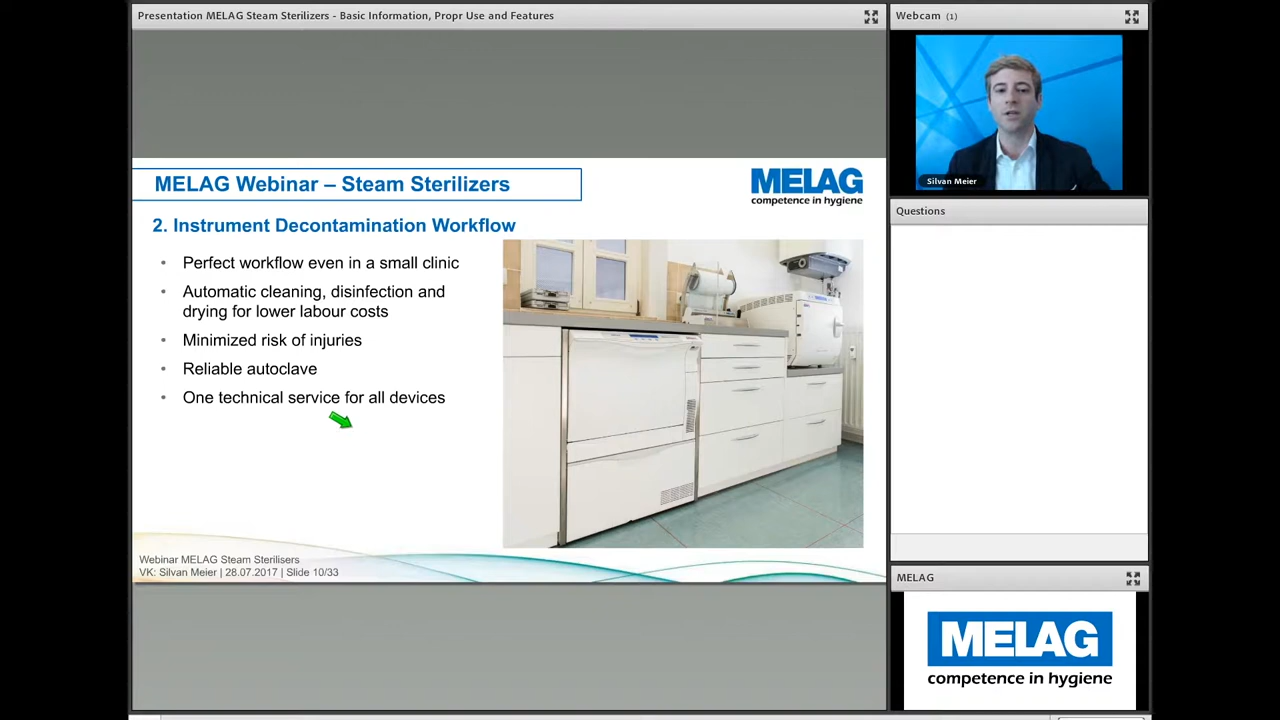 Presentation MELAG Steam Sterilizers - Basic Information, Propr Use and Features
Webcam (1)
Silvan Meier
Questions
MELAG Webinar – Steam Sterilizers
MELAG
competence in hygiene
2. Instrument Decontamination Workflow
• Perfect workflow even in a small clinic
• Automatic cleaning, disinfection and
drying for lower labour costs
• Minimized risk of injuries
• Reliable autoclave
• One technical service for all devices
Webinar MELAG Steam Sterilisers
VK: Silvan Meier | 28.07.2017 | Slide 10/33
MELAG
MELAG
competence in hygiene